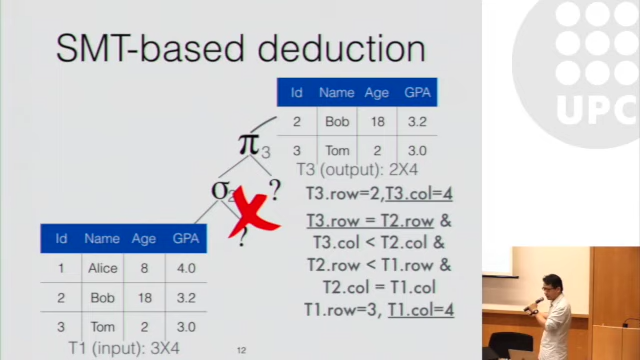 SMT-based deduction
UPC
Id Name Age GPA
2 Bob 18 3.2
3 Tom 2 3.0
T3 (output): 2X4
π3
σ2
?
?
T3.row=2,T3.col=4
T3.row = T2.row &
T3.col < T2.col &
T2.row < T1.row &
T2.col = T1.col
T1.row=3, T1.col=4
Id Name Age GPA
1 Alice 8 4.0
2 Bob 18 3.2
3 Tom 2 3.0
T1 (input): 3X4
12